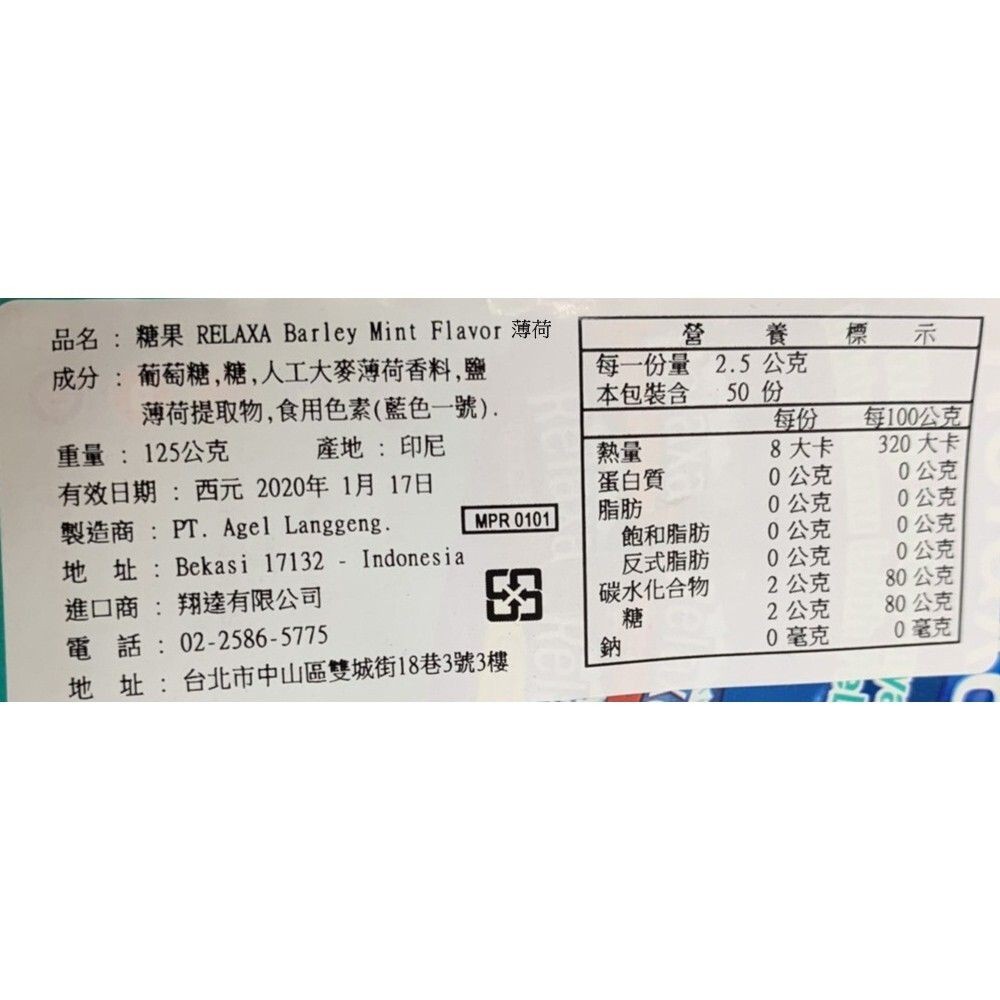 品名 : 糖果 RELAXA Barley Mint Flavor 薄荷
成分 : 葡萄糖,糖,人工大麥薄荷香料,鹽
薄荷提取物,食用色素(藍色一號).
重量 : 125公克 產地 : 印尼
有效日期 : 西元 2020年 1月 17日
製造商 : PT. Agel Langgeng.
MPR 0101
地 址 : Bekasi 17132 - Indonesia
進口商 : 翔達有限公司
電 話 : 02-2586-5775
地 址 : 台北市中山區雙城街18巷3號3樓
營 養 標 示
每一份量 2.5 公克
本包裝含 50 份
每份 每100公克
熱量 8 大卡 320 大卡
蛋白質 0 公克 0 公克
脂肪 0 公克 0 公克
飽和脂肪 0 公克 0 公克
反式脂肪 0 公克 0 公克
碳水化合物 2 公克 80 公克
糖 2 公克 80 公克
鈉 0 毫克 0 毫克